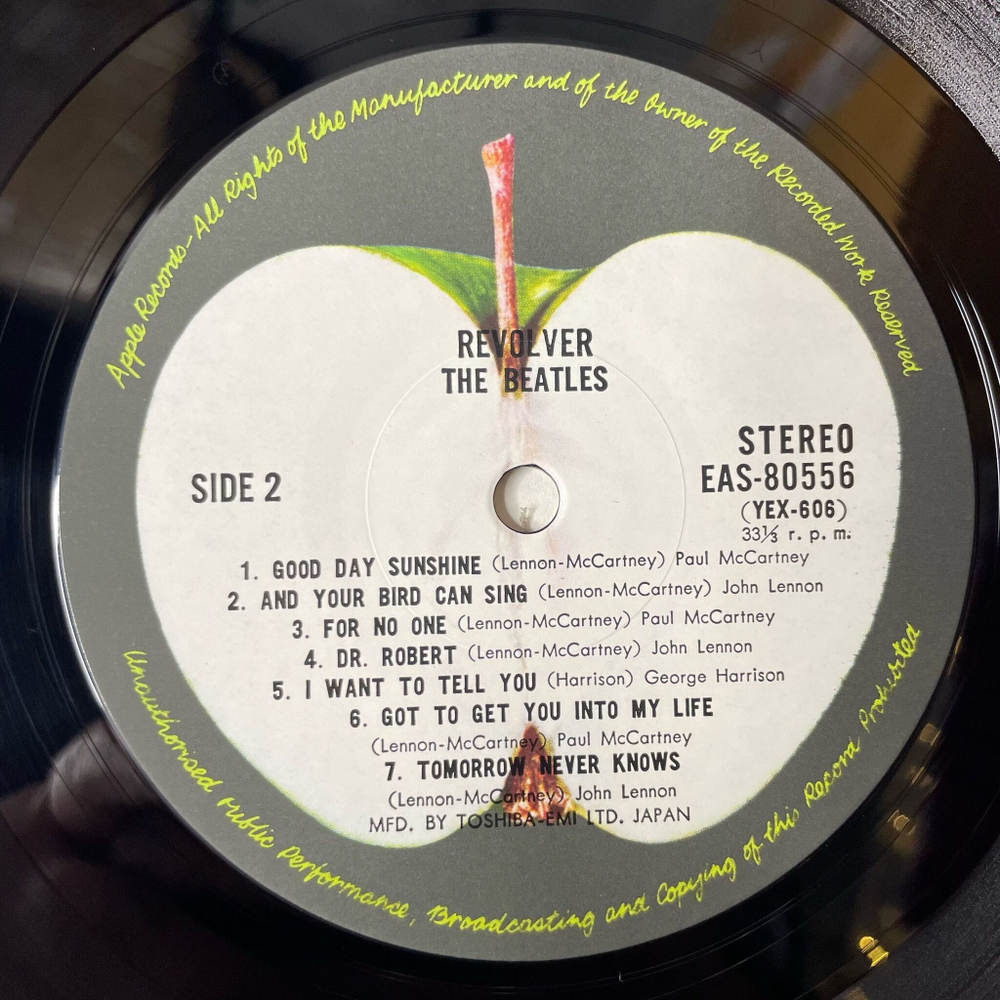 Apple Records-All Rights of the Manufacturer and of the Owner of the Recorded Work Reserved
REVOLVER
THE BEATLES
STEREO
EAS-80556
(YEX-606)
33⅓ r. p. m.
SIDE 2
1. GOOD DAY SUNSHINE (Lennon-McCartney) Paul McCartney
2. AND YOUR BIRD CAN SING (Lennon-McCartney) John Lennon
3. FOR NO ONE (Lennon-McCartney) Paul McCartney
4. DR. ROBERT (Lennon-McCartney) John Lennon
5. I WANT TO TELL YOU (Harrison) George Harrison
6. GOT TO GET YOU INTO MY LIFE
(Lennon-McCartney) Paul McCartney
7. TOMORROW NEVER KNOWS
(Lennon-McCartney) John Lennon
MFD. BY TOSHIBA-EMI LTD. JAPAN
Unauthorised Public Performance, Broadcasting and Copying of this Record Prohibited